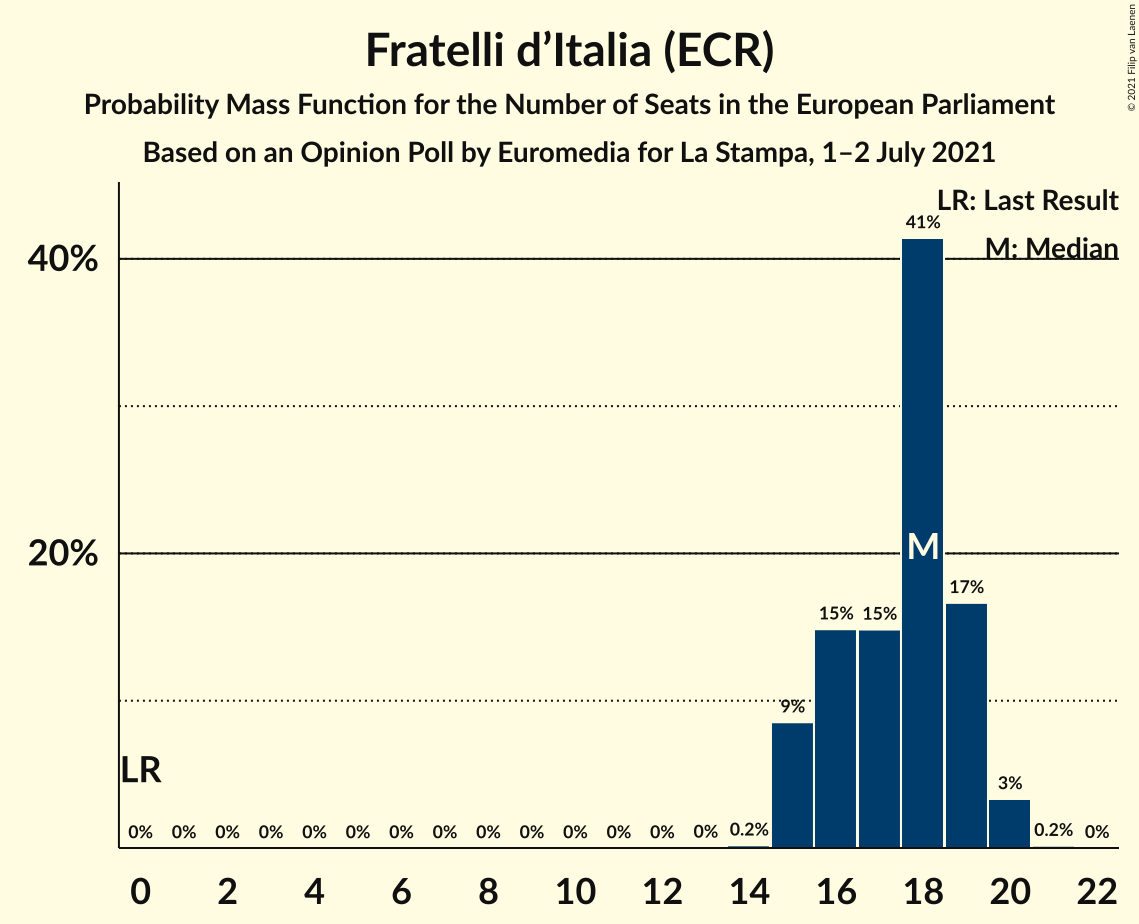 Fratelli d’Italia (ECR)
Probability Mass Function for the Number of Seats in the European Parliament
Based on an Opinion Poll by Euromedia for La Stampa, 1–2 July 2021
© 2021 Filip van Laenen
LR: Last Result
M: Median
40%
20%
41%
M
17%
15% 15%
9%
3%
LR
0% 0% 0% 0% 0% 0% 0% 0% 0% 0% 0% 0% 0% 0% 0.2% 0.2% 0%
0 2 4 6 8 10 12 14 16 18 20 22